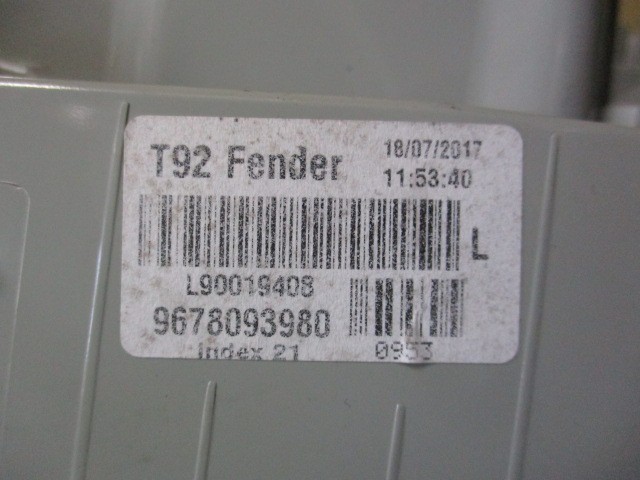 T92 Fender 18/07/2017
11:53:40
L
L90019408
9678093980
index 21 0953